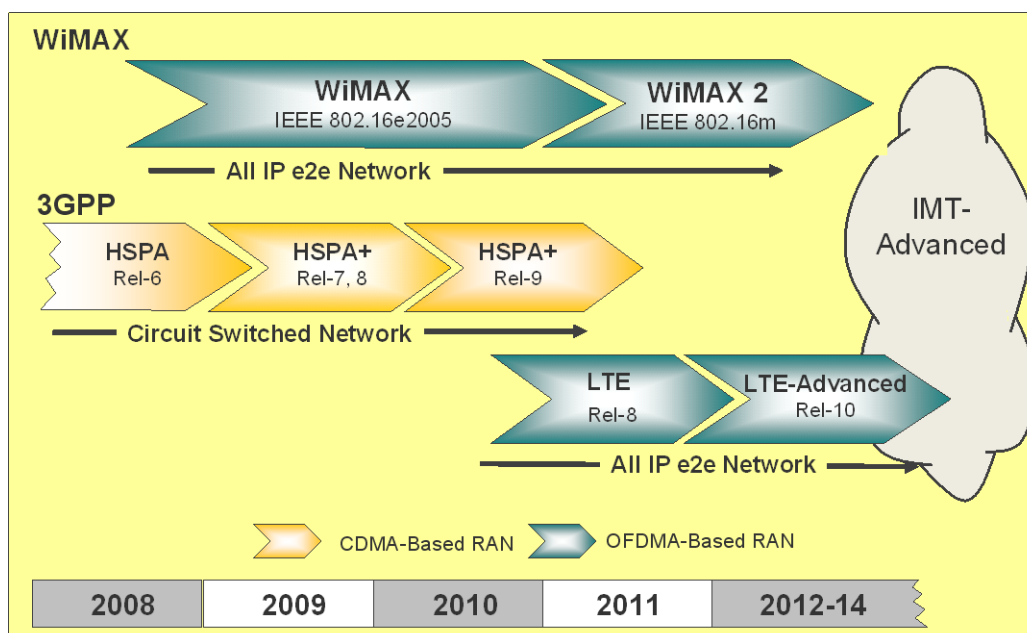 WiMAX
WiMAX
IEEE 802.16e2005
WiMAX 2
IEEE 802.16m
All IP e2e Network
IMT-
Advanced
3GPP
HSPA
Rel-6
HSPA+
Rel-7, 8
HSPA+
Rel-9
Circuit Switched Network
LTE
Rel-8
LTE-Advanced
Rel-10
All IP e2e Network
CDMA-Based RAN
OFDMA-Based RAN
2008
2009
2010
2011
2012-14